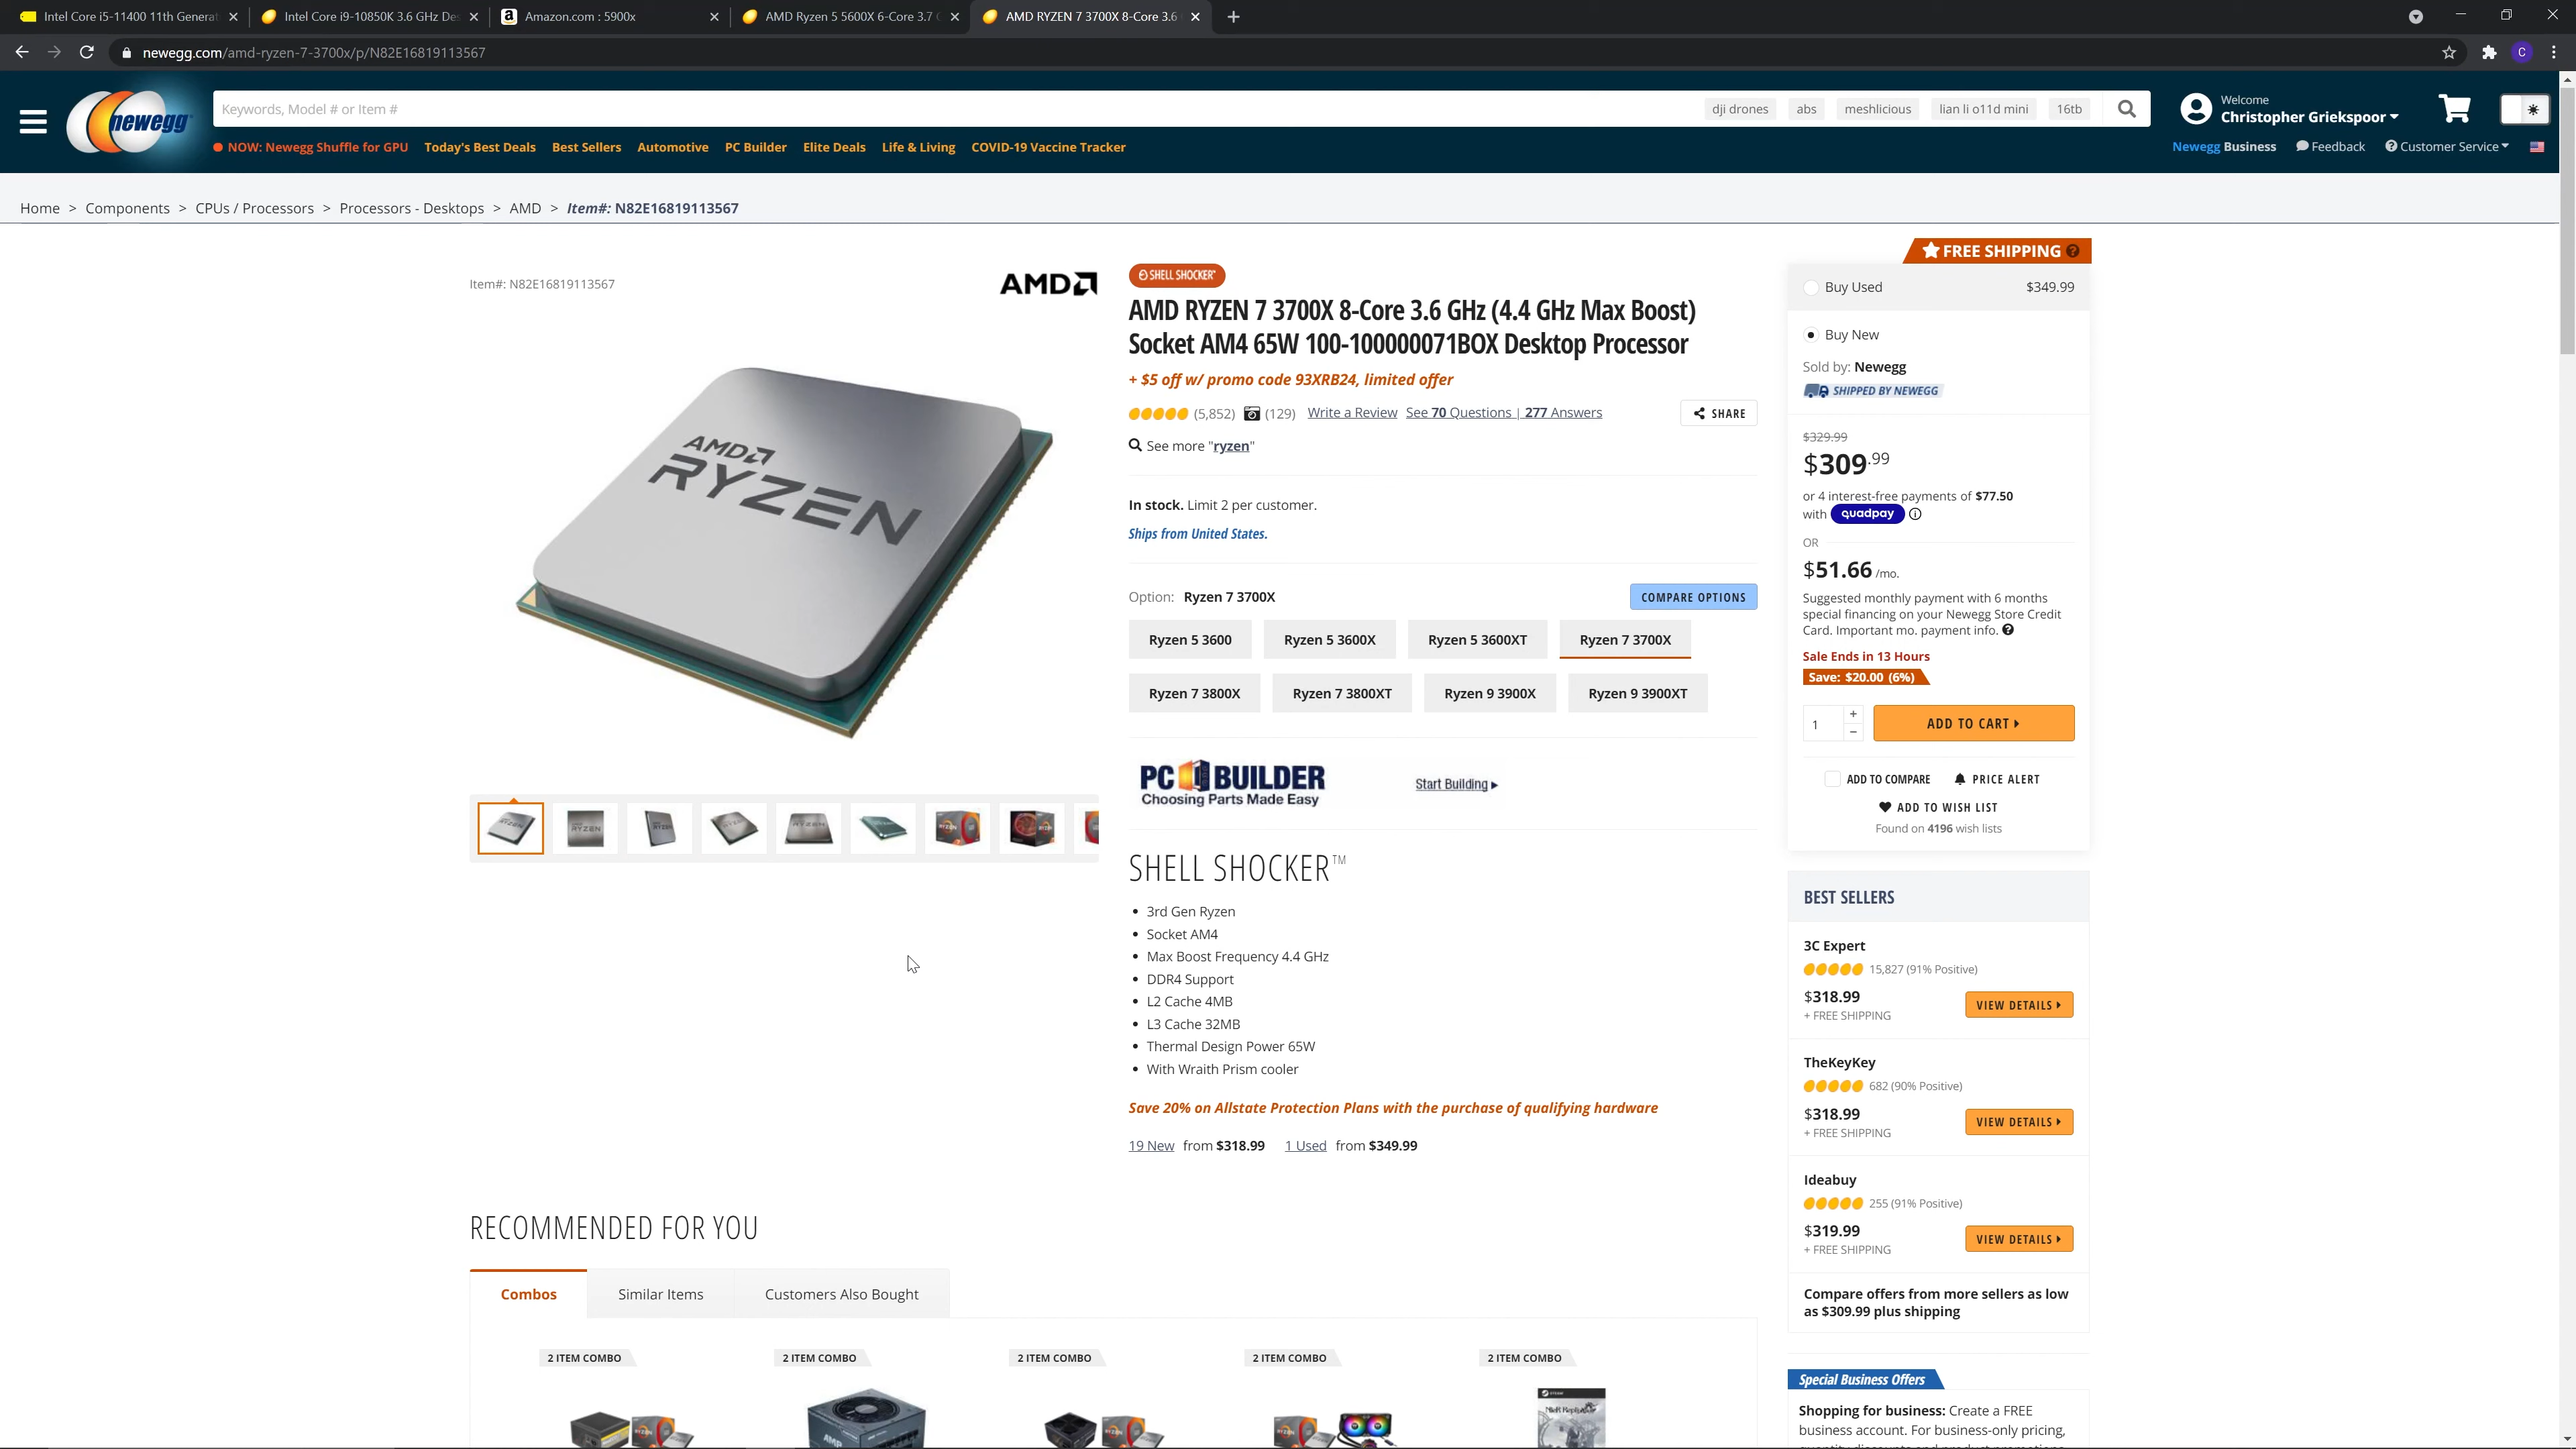 Intel Core i5-11400 11th Generat
Intel Core i9-10850K 3.6 GHz De
Amazon.com : 5900x
AMD Ryzen 5 5600X 6-Core 3.7
AMD RYZEN 7 3700X 8-Core 3.6
newegg.com/amd-ryzen-7-3700x/p/N82E16819113567
C
newegg
Keywords, Model # or Item #
dji drones
abs
meshlicious
lian li o11d mini
16tb
Welcome
Christopher Griekspoor
NOW: Newegg Shuffle for GPU
Today's Best Deals
Best Sellers
Automotive
PC Builder
Elite Deals
Life & Living
COVID-19 Vaccine Tracker
Newegg Business
Feedback
Customer Service
Home > Components > CPUs / Processors > Processors - Desktops > AMD > Item#: N82E16819113567
Item#: N82E16819113567
AMD
AMD
RYZEN
SHELL SHOCKER
AMD RYZEN 7 3700X 8-Core 3.6 GHz (4.4 GHz Max Boost)
Socket AM4 65W 100-100000071BOX Desktop Processor
+ $5 off w/ promo code 93XRB24, limited offer
(5,852) (129) Write a Review See 70 Questions | 277 Answers
SHARE
See more "ryzen"
In stock. Limit 2 per customer.
Ships from United States.
Option: Ryzen 7 3700X
COMPARE OPTIONS
Ryzen 5 3600
Ryzen 5 3600X
Ryzen 5 3600XT
Ryzen 7 3700X
Ryzen 7 3800X
Ryzen 7 3800XT
Ryzen 9 3900X
Ryzen 9 3900XT
PC BUILDER
Choosing Parts Made Easy
Start Building
SHELL SHOCKER™
• 3rd Gen Ryzen
• Socket AM4
• Max Boost Frequency 4.4 GHz
• DDR4 Support
• L2 Cache 4MB
• L3 Cache 32MB
• Thermal Design Power 65W
• With Wraith Prism cooler
Save 20% on Allstate Protection Plans with the purchase of qualifying hardware
19 New from $318.99 1 Used from $349.99
FREE SHIPPING
Buy Used $349.99
Buy New
Sold by: Newegg
SHIPPED BY NEWEGG
$329.99
$309.99
or 4 interest-free payments of $77.50
with quadpay
OR
$51.66 /mo.
Suggested monthly payment with 6 months
special financing on your Newegg Store Credit
Card. Important mo. payment info.
Sale Ends in 13 Hours
Save: $20.00 (6%)
1
+
−
ADD TO CART
ADD TO COMPARE
PRICE ALERT
ADD TO WISH LIST
Found on 4196 wish lists
BEST SELLERS
3C Expert
15,827 (91% Positive)
$318.99
+ FREE SHIPPING
VIEW DETAILS
TheKeyKey
682 (90% Positive)
$318.99
+ FREE SHIPPING
VIEW DETAILS
Ideabuy
255 (91% Positive)
$319.99
+ FREE SHIPPING
VIEW DETAILS
Compare offers from more sellers as low
as $309.99 plus shipping
Special Business Offers
Shopping for business: Create a FREE
business account. For business-only pricing,
RECOMMENDED FOR YOU
Combos
Similar Items
Customers Also Bought
2 ITEM COMBO
2 ITEM COMBO
2 ITEM COMBO
2 ITEM COMBO
2 ITEM COMBO